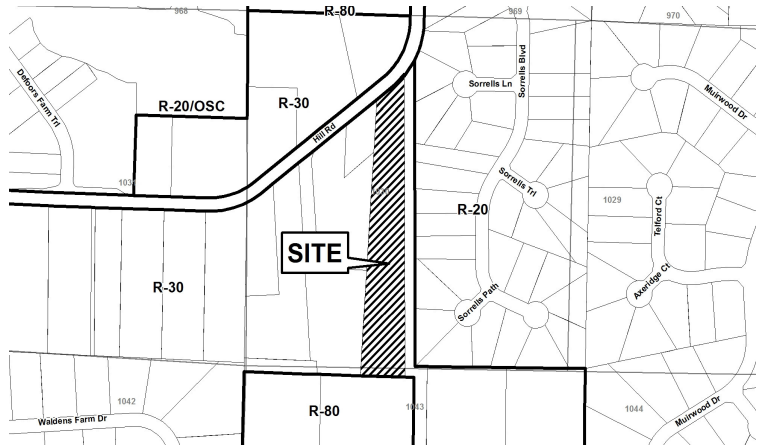 968
R-80
969
970
Sorrells Blvd
Sorrells Ln
Muirwood Dr
Defoors Farm Trl
R-20/OSC
R-30
Hill Rd
Sorrells Trl
R-20
1029
Telford Ct
SITE
R-30
Axeridge Ct
Sorrells Path
1042
R-80
1043
1044
Waldens Farm Dr
Muirwood Dr